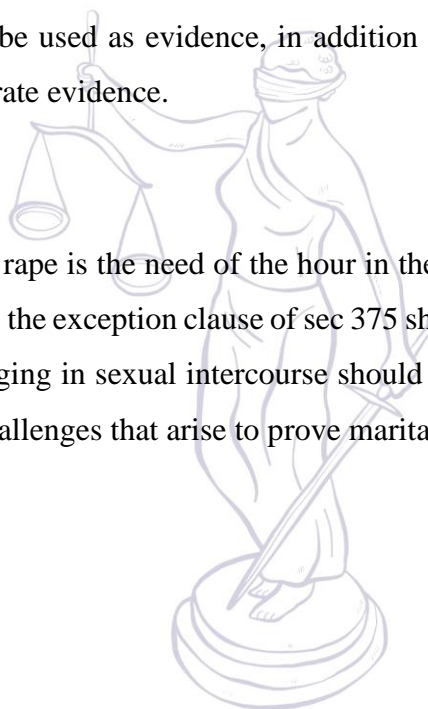 be used as evidence, in addition
rate evidence.
rape is the need of the hour in the
the exception clause of sec 375 sh
ging in sexual intercourse should
allenges that arise to prove marita